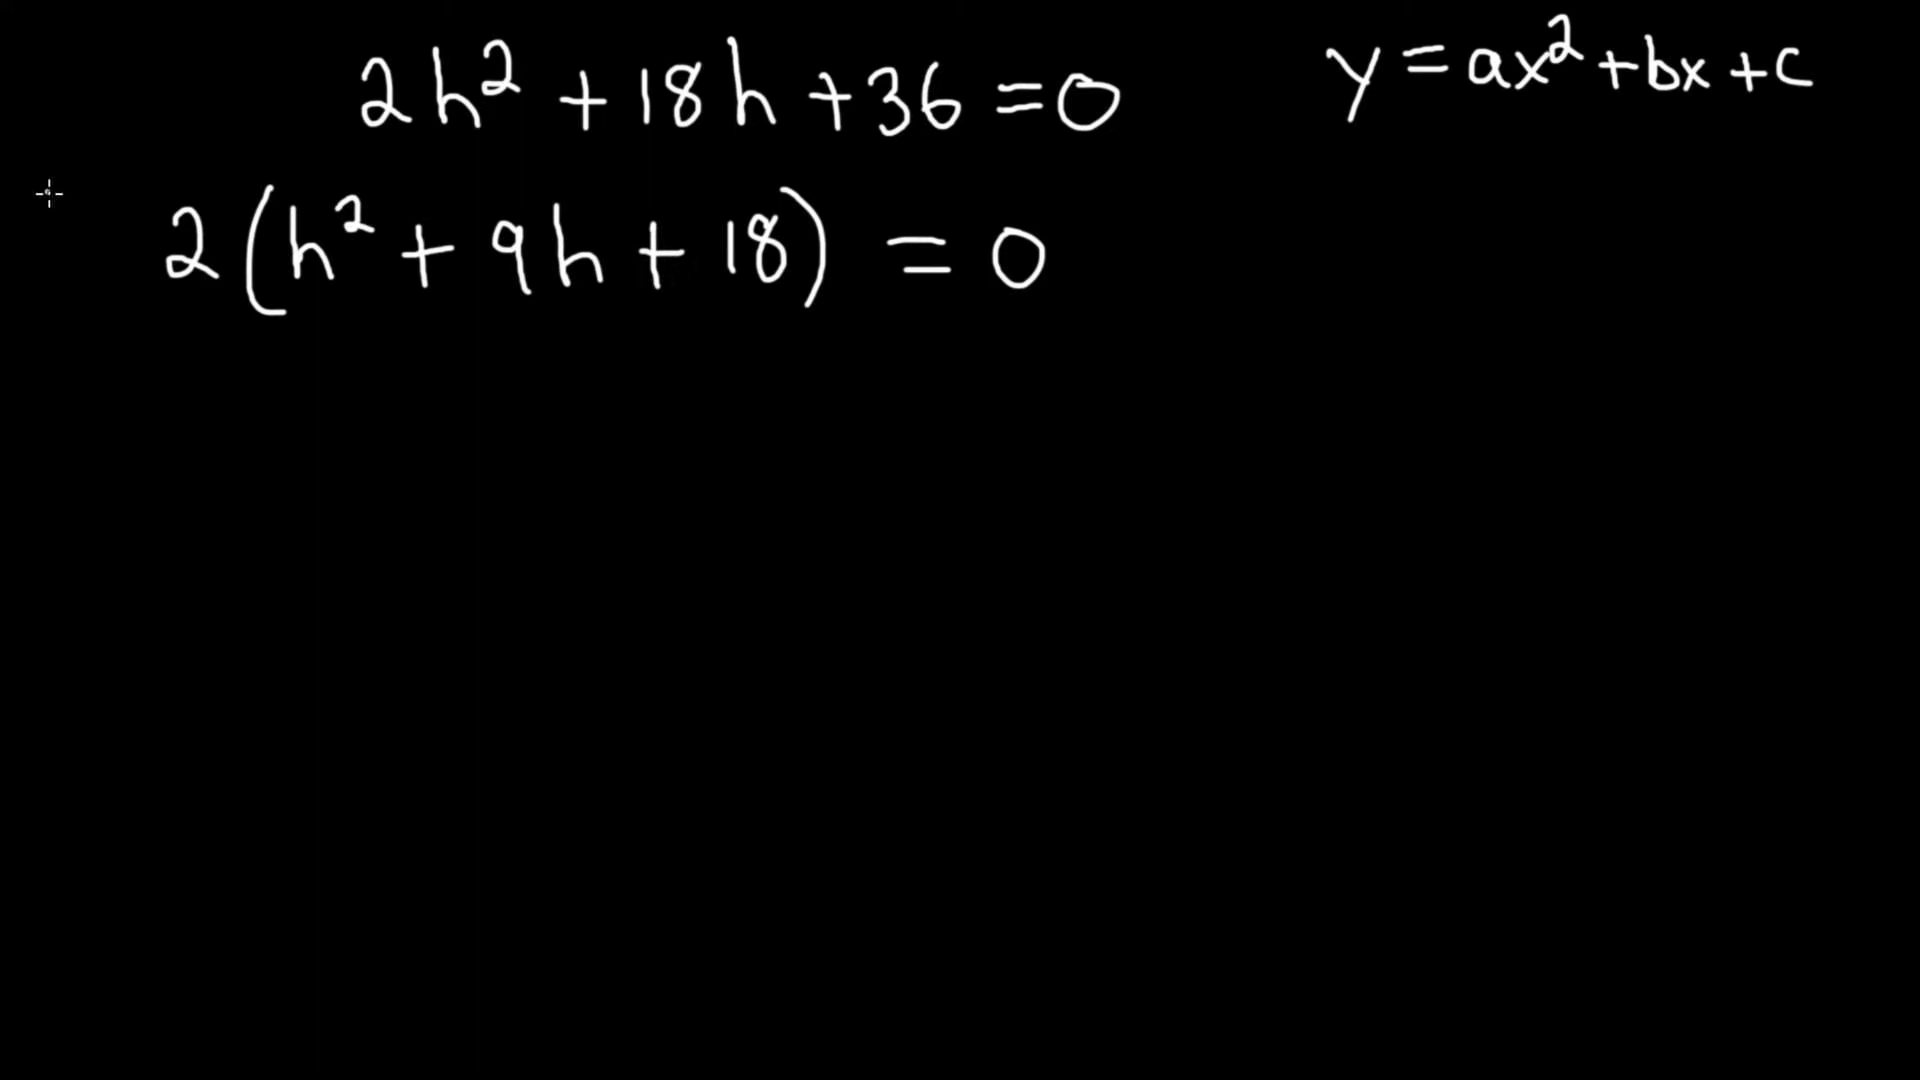 2h² + 18h + 36 = 0
y = ax² + bx + c
2(h² + 9h + 18) = 0